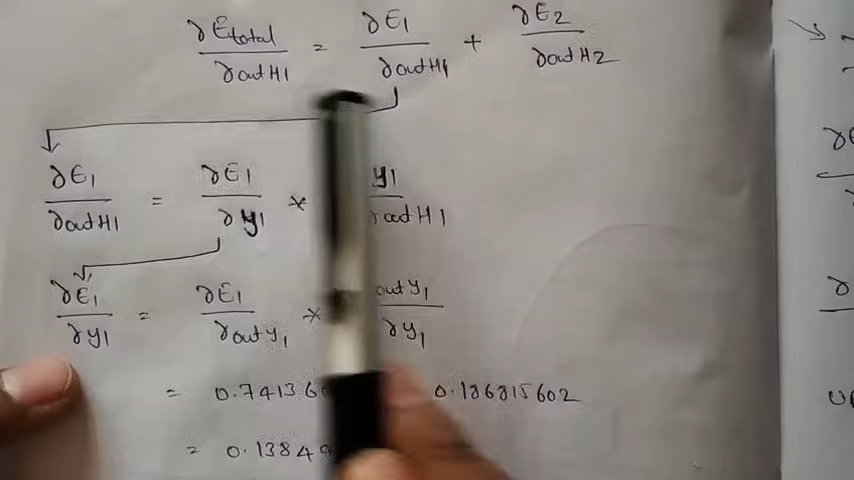 ∂Etotal/∂outH1 = ∂E1/∂outH1 + ∂E2/∂outH2
∂E1/∂outH1 = ∂E1/∂y1 * y1/∂outH1
∂E1/∂y1 = ∂E1/∂outy1 * outy1/∂y1
= 0.7413 0.186815602
= 0.1384